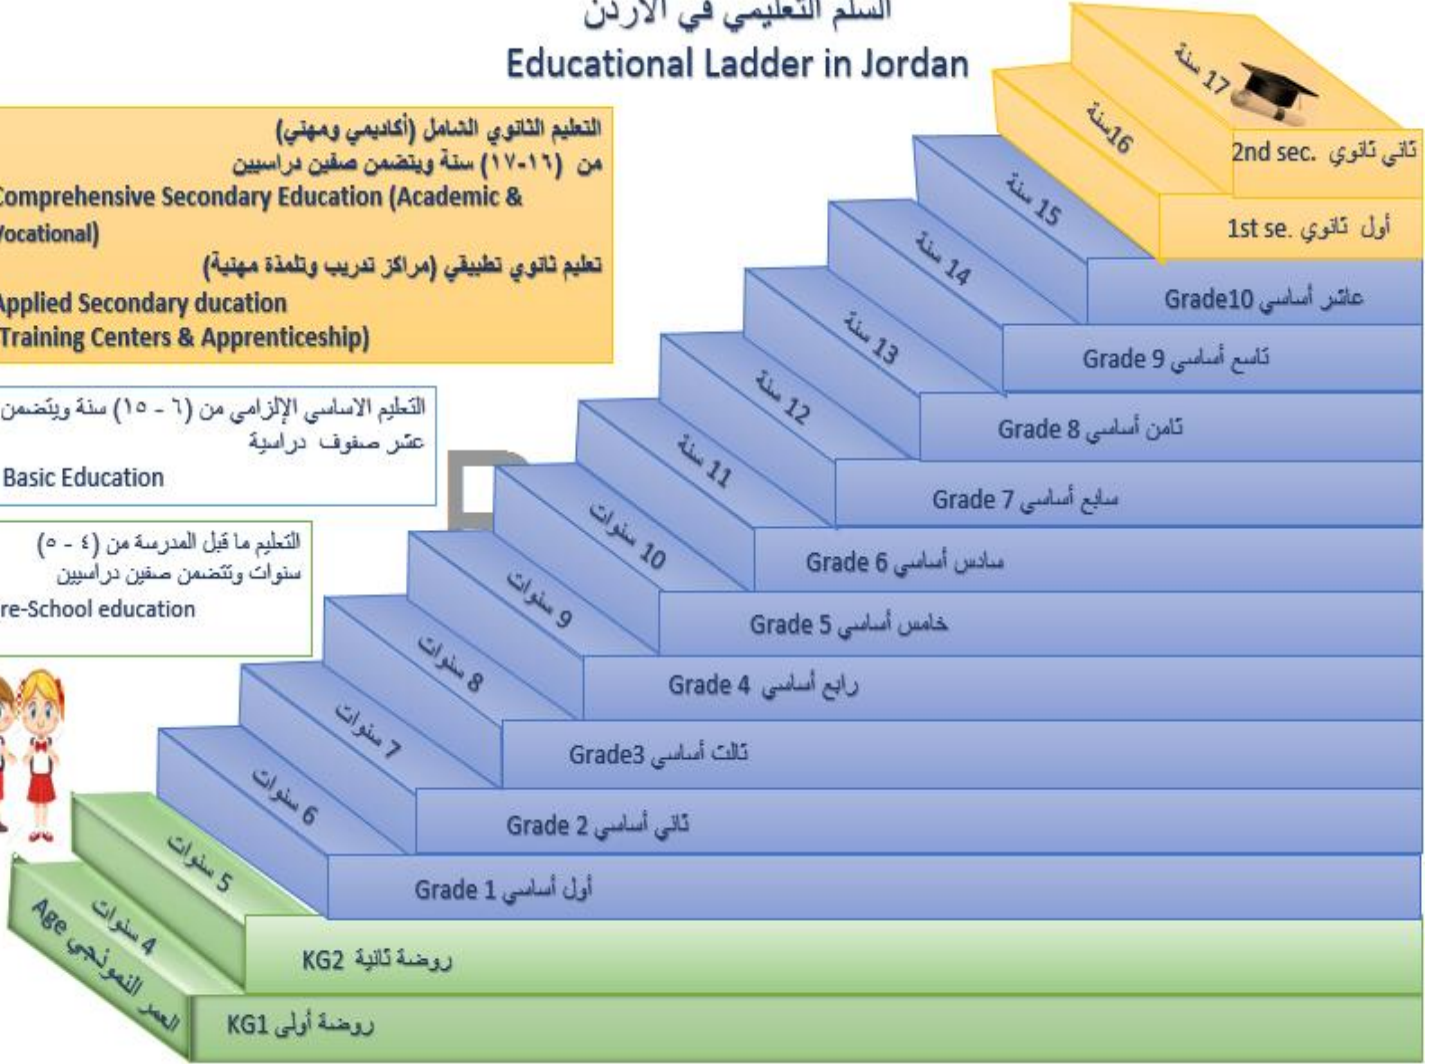 السلم التعليمي في الأردن
Educational Ladder in Jordan
التعليم الثانوي الشامل (أكاديمي ومهني)
من (١٦-١٧) سنة ويتضمن صفين دراسيين
Comprehensive Secondary Education (Academic &
Vocational)
تعليم ثانوي تطبيقي (مراكز تدريب وتلمذة مهنية)
Applied Secondary ducation
(Training Centers & Apprenticeship)
التعليم الاساسي الإلزامي من (٦ - ١٥) سنة ويتضمن
عشر صفوف دراسية
Basic Education
التعليم ما قبل المدرسة من (٤ - ٥)
سنوات وتتضمن صفين دراسيين
re-School education
17 سنة
ثاني ثانوي 2nd sec.
16سنة
أول ثانوي 1st se.
15 سنة
عاشر أساسي Grade10
14 سنة
تاسع أساسي Grade 9
13 سنة
ثامن أساسي Grade 8
12 سنة
سابع أساسي Grade 7
11 سنة
سادس أساسي Grade 6
10 سنوات
خامس أساسي Grade 5
9 سنوات
رابع أساسي Grade 4
8 سنوات
ثالث أساسي Grade3
7 سنوات
ثاني أساسي Grade 2
6 سنوات
أول أساسي Grade 1
5 سنوات
روضة ثانية KG2
4 سنوات
روضة أولى KG1
العمر النموذجي Age